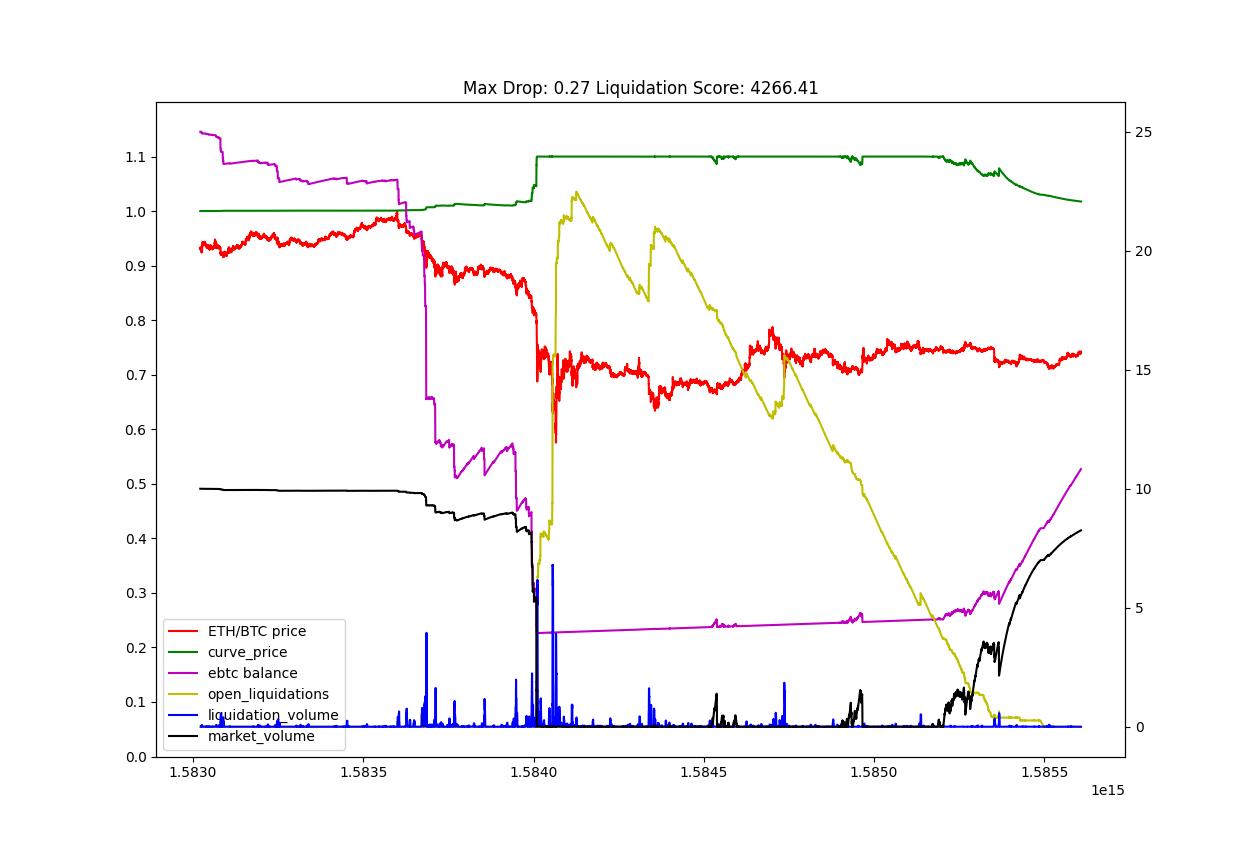 Max Drop: 0.27 Liquidation Score: 4266.41
1.1
1.0
0.9
0.8
0.7
0.6
0.5
0.4
0.3
0.2
0.1
0.0
25
20
15
10
5
0
ETH/BTC price
curve_price
ebtc balance
open_liquidations
liquidation_volume
market_volume
1.5830 1.5835 1.5840 1.5845 1.5850 1.5855
1e15